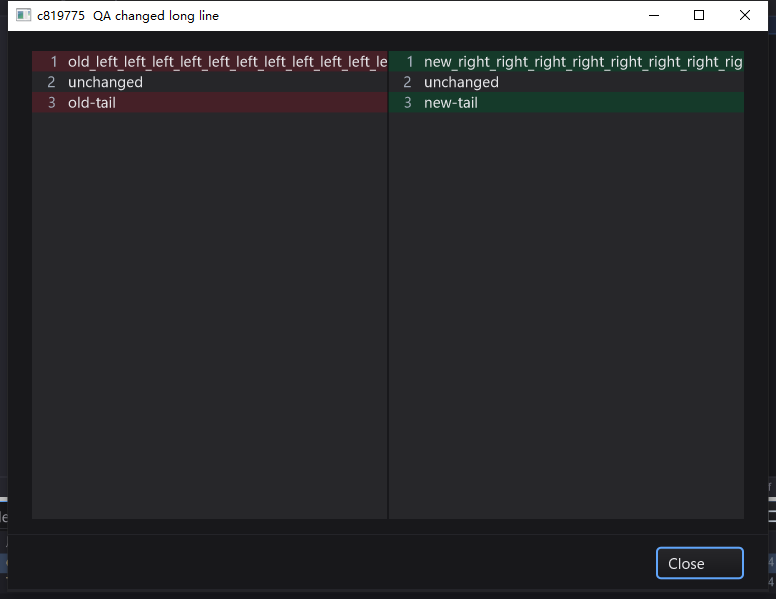 c819775 QA changed long line
1 old_left_left_left_left_left_left_left_left_left_left_left_le
2 unchanged
3 old-tail
1 new_right_right_right_right_right_right_right_rig
2 unchanged
3 new-tail
Close